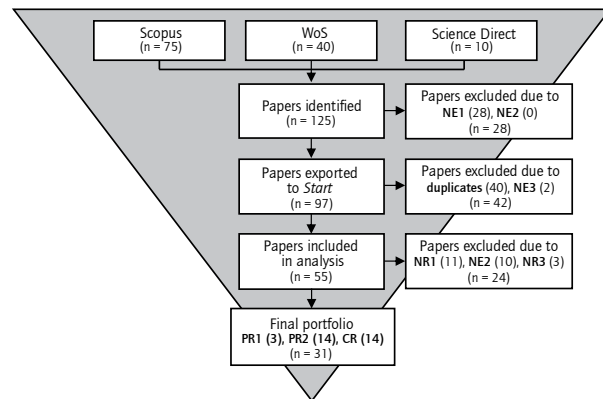 Scopus
(n = 75)
WoS
(n = 40)
Science Direct
(n = 10)
Papers identified
(n = 125)
Papers excluded due to
NE1 (28), NE2 (0)
n = 28)
Papers exported
to Start
(n = 97)
Papers excluded due to
duplicates (40), NE3 (2)
(n = 42)
Papers included
in analysis
(n = 55)
Papers excluded due to
NR1 (11), NE2 (10), NR3 (3)
(n = 24)
Final portfolio
PR1 (3), PR2 (14), CR (14)
(n = 31)